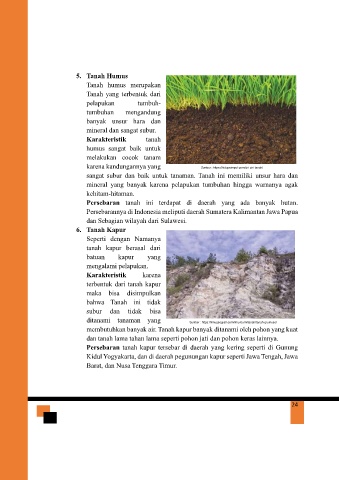 5. Tanah Humus
Tanah humus merupakan
Tanah yang terbentuk dari
pelapukan tumbuh-
tumbuhan mengandung
banyak unsur hara dan
mineral dan sangat subur.
Karakteristik tanah
humus sangat baik untuk
melakukan cocok tanam
karena kandungannya yang
sangat subur dan baik untuk tanaman. Tanah ini memiliki unsur hara dan
mineral yang banyak karena pelapukan tumbuhan hingga warnanya agak
kehitam-hitaman.
Persebaran tanah ini terdapat di daerah yang ada banyak hutan.
Persebarannya di Indonesia meliputi daerah Sumatera Kalimantan Jawa Papua
dan Sebagian wilayah dari Sulawesi.
6. Tanah Kapur
Seperti dengan Namanya
tanah kapur berasal dari
batuan kapur yang
mengalami pelapukan.
Karakteristik karena
terbentuk dari tanah kapur
maka bisa disimpulkan
bahwa Tanah ini tidak
subur dan tidak bisa
ditanami tanaman yang
membutuhkan banyak air. Tanah kapur banyak ditanami oleh pohon yang kuat
dan tanah lama tahan lama seperti pohon jati dan pohon keras lainnya.
Persebaran tanah kapur tersebar di daerah yang kering seperti di Gunung
Kidul Yogyakarta, dan di daerah pegunungan kapur seperti Jawa Tengah, Jawa
Barat, dan Nusa Tenggara Timur.
24